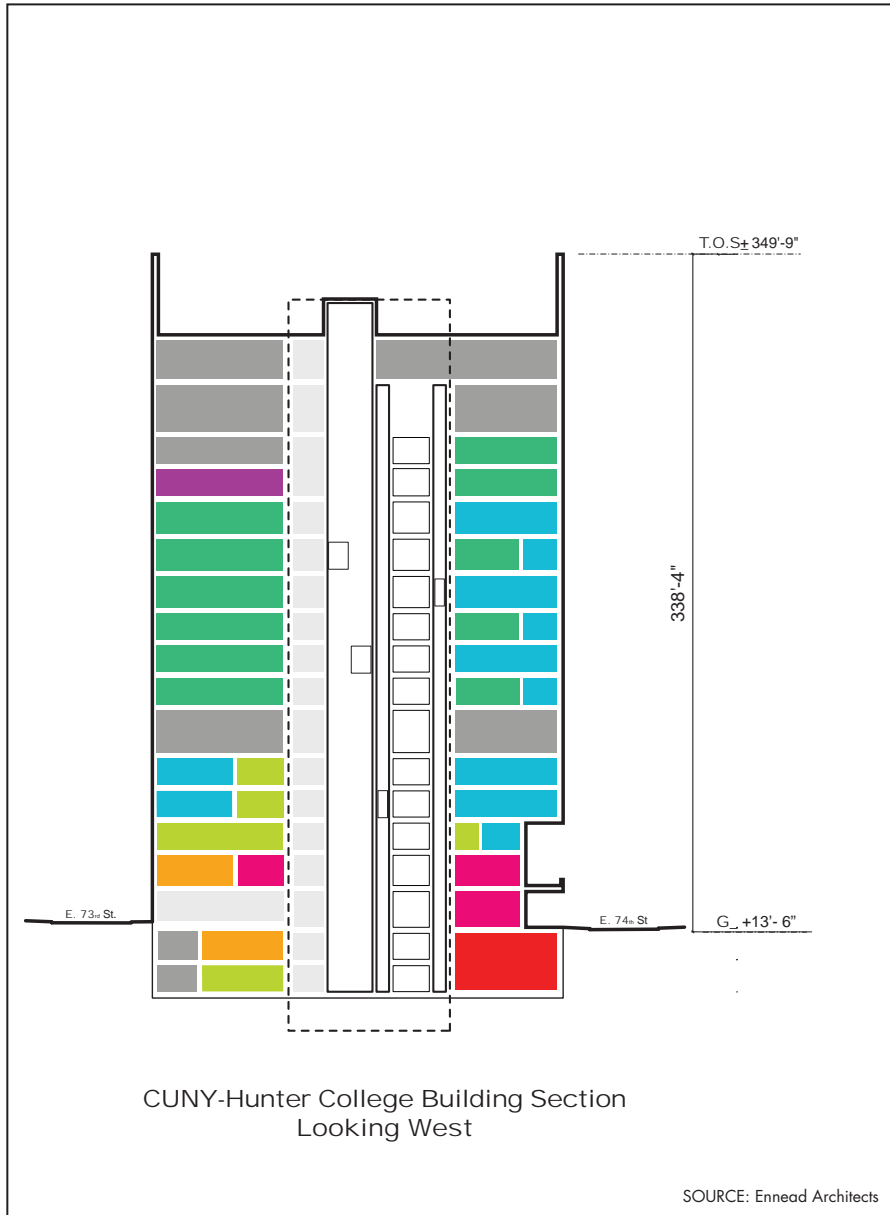 T.O.S± 349'-9"
338'-4"
E. 73rd St.
E. 74th St
G_ +13'- 6"
CUNY-Hunter College Building Section
Looking West
SOURCE: Ennead Architects